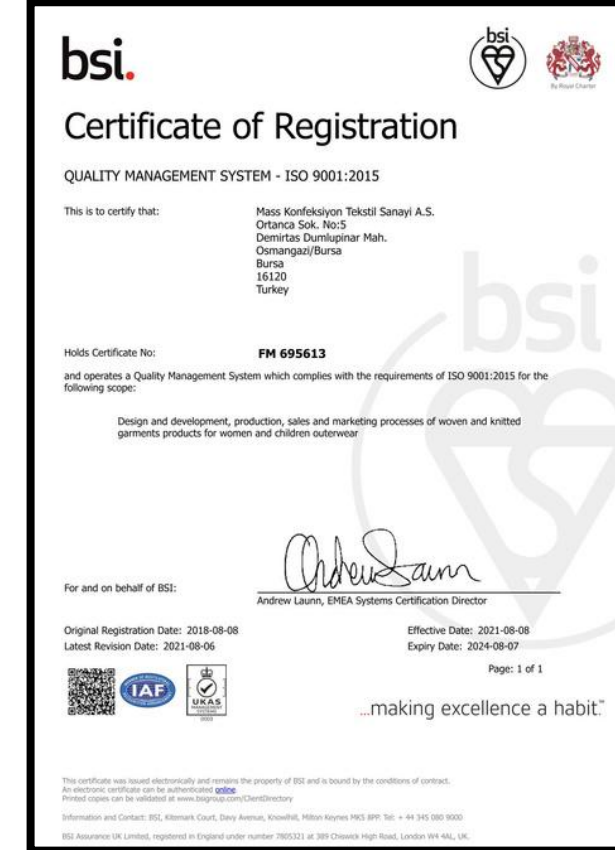 bsi.
bsi
By Royal Charter
Certificate of Registration
QUALITY MANAGEMENT SYSTEM - ISO 9001:2015
This is to certify that:
Mass Konfeksiyon Tekstil Sanayi A.S.
Ortanca Sok. No:5
Demirtas Dumlupinar Mah.
Osmangazi/Bursa
Bursa
16120
Turkey
bsi
Holds Certificate No:
FM 695613
and operates a Quality Management System which complies with the requirements of ISO 9001:2015 for the
following scope:
Design and development, production, sales and marketing processes of woven and knitted
garments products for women and children outerwear
For and on behalf of BSI:
Andrew Launn, EMEA Systems Certification Director
Original Registration Date: 2018-08-08
Effective Date: 2021-08-08
Latest Revision Date: 2021-08-06
Expiry Date: 2024-08-07
Page: 1 of 1
IAF
UKAS
MANAGEMENT
SYSTEMS
0003
...making excellence a habit.™
This certificate was issued electronically and remains the property of BSI and is bound by the conditions of contract.
An electronic certificate can be authenticated online.
Printed copies can be validated at www.bsigroup.com/ClientDirectory
Information and Contact: BSI, Kitemark Court, Davy Avenue, Knowlhill, Milton Keynes MK5 8PP. Tel: + 44 345 080 9000
BSI Assurance UK Limited, registered in England under number 7805321 at 389 Chiswick High Road, London W4 4AL, UK.